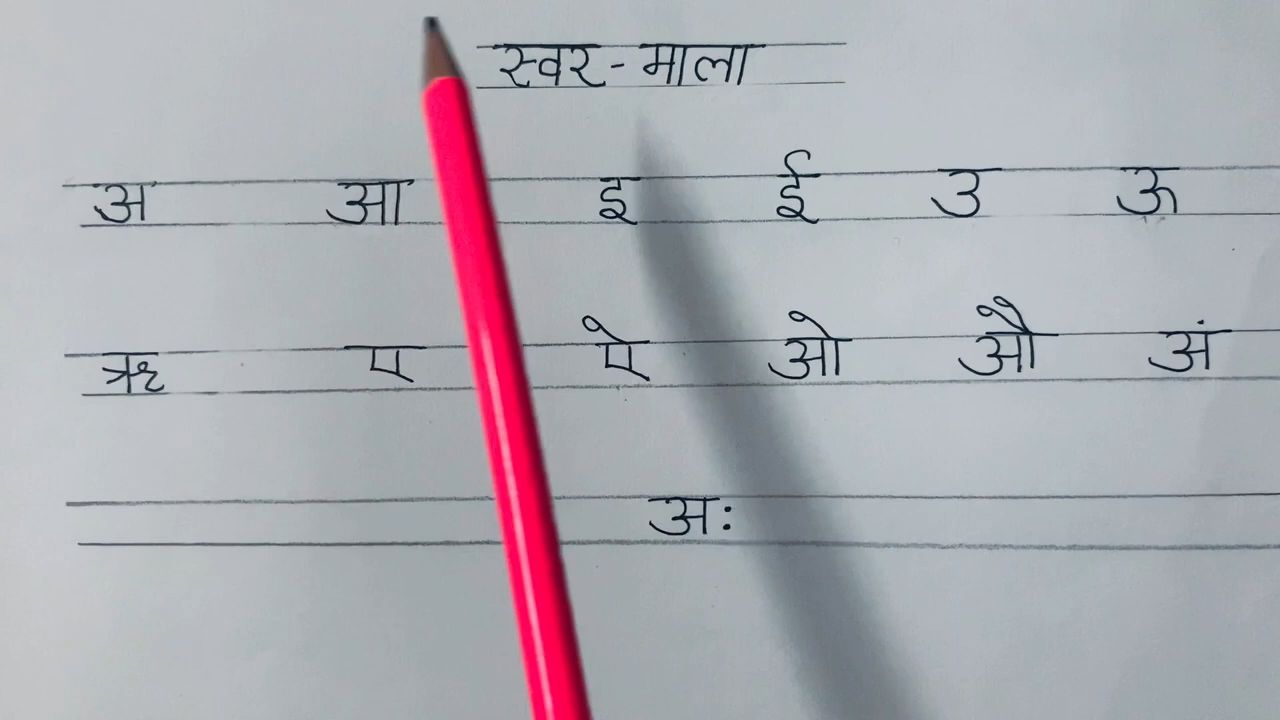 स्वर - माला
अ आ इ ई उ ऊ
ऋ ए ऐ ओ औ अं
अः